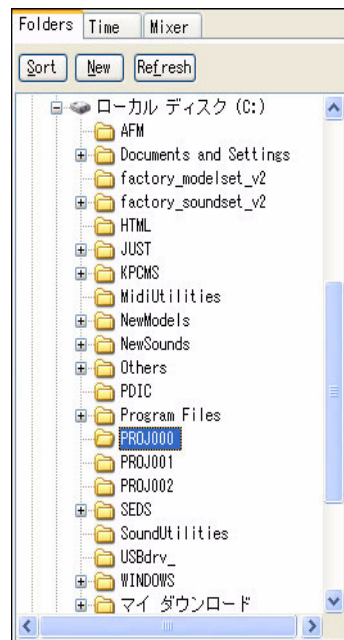 Folders Time Mixer
Sort New Refresh
ローカル ディスク (C:)
AFM
Documents and Settings
factory_modelset_v2
factory_soundset_v2
HTML
JUST
KPCMS
MidiUtilities
NewModels
NewSounds
Others
PDIC
Program Files
PROJ000
PROJ001
PROJ002
SEDS
SoundUtilities
USBdrv_
WINDOWS
マイ ダウンロード